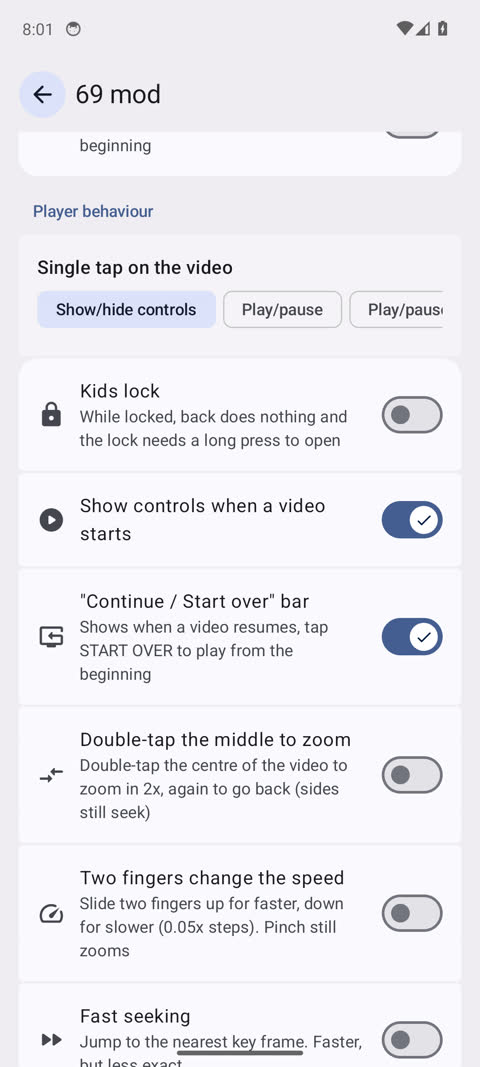 8:01
69 mod
beginning
Player behaviour
Single tap on the video
Show/hide controls
Play/pause
Play/paus
Kids lock
While locked, back does nothing and
the lock needs a long press to open
Show controls when a video
starts
"Continue / Start over" bar
Shows when a video resumes, tap
START OVER to play from the
beginning
Double-tap the middle to zoom
Double-tap the centre of the video to
zoom in 2x, again to go back (sides
still seek)
Two fingers change the speed
Slide two fingers up for faster, down
for slower (0.05x steps). Pinch still
zooms
Fast seeking
Jump to the nearest key frame. Faster,
but less exact